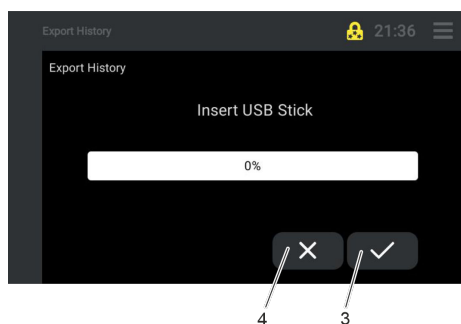 Export History 21:36
Export History
Insert USB Stick
0%
4 3